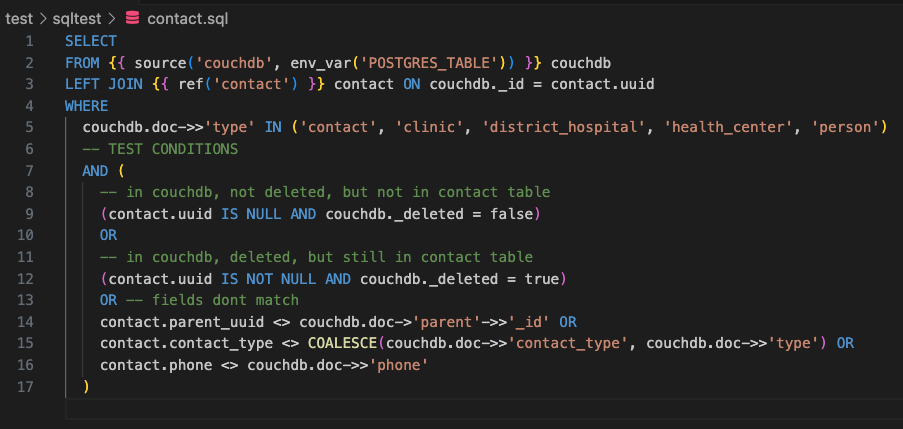 test > sqltest > contact.sql
1 SELECT
2 FROM {{ source('couchdb', env_var('POSTGRES_TABLE')) }} couchdb
3 LEFT JOIN {{ ref('contact') }} contact ON couchdb._id = contact.uuid
4 WHERE
5   couchdb.doc->>'type' IN ('contact', 'clinic', 'district_hospital', 'health_center', 'person')
6   -- TEST CONDITIONS
7   AND (
8     -- in couchdb, not deleted, but not in contact table
9     (contact.uuid IS NULL AND couchdb._deleted = false)
10     OR
11     -- in couchdb, deleted, but still in contact table
12     (contact.uuid IS NOT NULL AND couchdb._deleted = true)
13     OR -- fields dont match
14     contact.parent_uuid <> couchdb.doc->'parent'->>'_id' OR
15     contact.contact_type <> COALESCE(couchdb.doc->>'contact_type', couchdb.doc->>'type') OR
16     contact.phone <> couchdb.doc->>'phone'
17   )